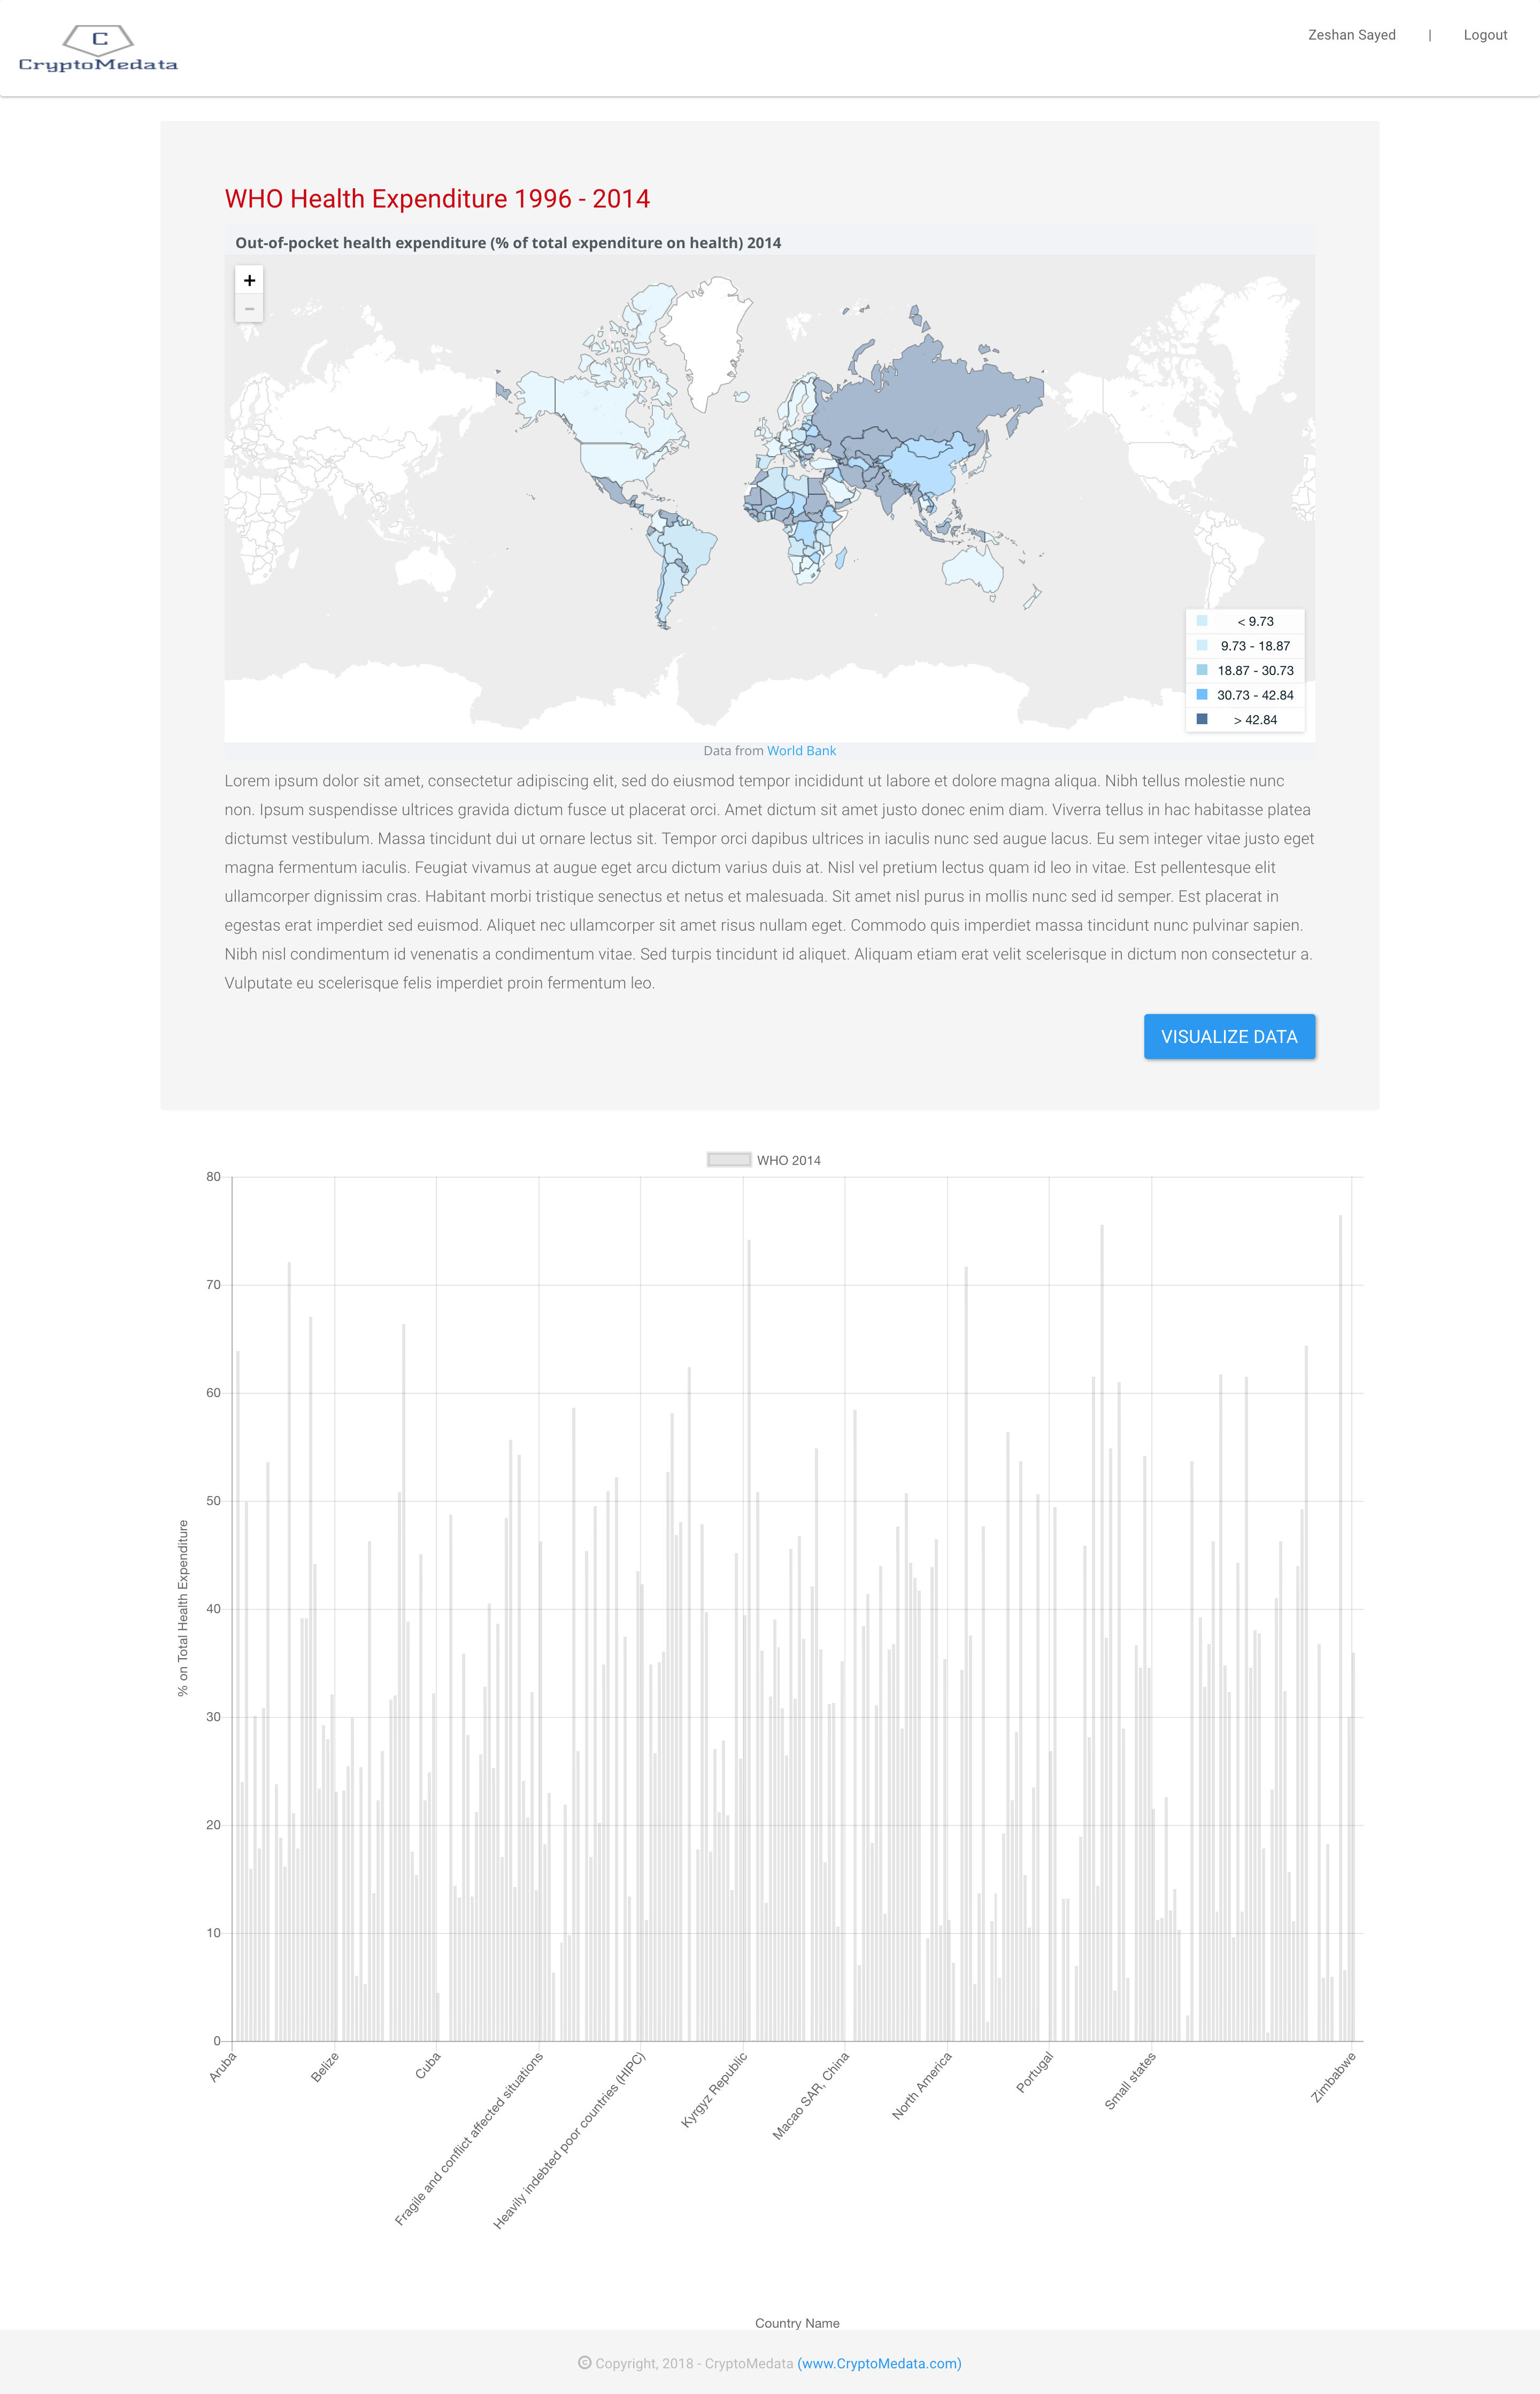 C
CryptoMedata
Zeshan Sayed | Logout
WHO Health Expenditure 1996 - 2014
Out-of-pocket health expenditure (% of total expenditure on health) 2014
+
−
< 9.73
9.73 - 18.87
18.87 - 30.73
30.73 - 42.84
> 42.84
Data from World Bank
Lorem ipsum dolor sit amet, consectetur adipiscing elit, sed do eiusmod tempor incididunt ut labore et dolore magna aliqua. Nibh tellus molestie nunc
non. Ipsum suspendisse ultrices gravida dictum fusce ut placerat orci. Amet dictum sit amet justo donec enim diam. Viverra tellus in hac habitasse platea
dictumst vestibulum. Massa tincidunt dui ut ornare lectus sit. Tempor orci dapibus ultrices in iaculis nunc sed augue lacus. Eu sem integer vitae justo eget
magna fermentum iaculis. Feugiat vivamus at augue eget arcu dictum varius duis at. Nisl vel pretium lectus quam id leo in vitae. Est pellentesque elit
ullamcorper dignissim cras. Habitant morbi tristique senectus et netus et malesuada. Sit amet nisl purus in mollis nunc sed id semper. Est placerat in
egestas erat imperdiet sed euismod. Aliquet nec ullamcorper sit amet risus nullam eget. Commodo quis imperdiet massa tincidunt nunc pulvinar sapien.
Nibh nisl condimentum id venenatis a condimentum vitae. Sed turpis tincidunt id aliquet. Aliquam etiam erat velit scelerisque in dictum non consectetur a.
Vulputate eu scelerisque felis imperdiet proin fermentum leo.
VISUALIZE DATA
WHO 2014
80
70
60
50
40
30
20
10
0
% on Total Health Expenditure
Aruba
Belize
Cuba
Fragile and conflict affected situations
Heavily indebted poor countries (HIPC)
Kyrgyz Republic
Macao SAR, China
North America
Portugal
Small states
Zimbabwe
Country Name
© Copyright, 2018 - CryptoMedata (www.CryptoMedata.com)